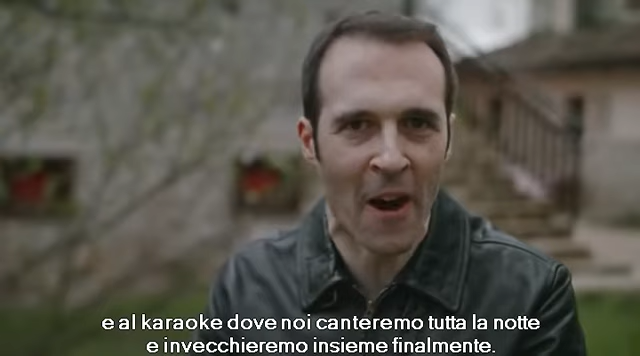 e al karaoke dove noi canteremo tutta la notte
e invecchieremo insieme finalmente.